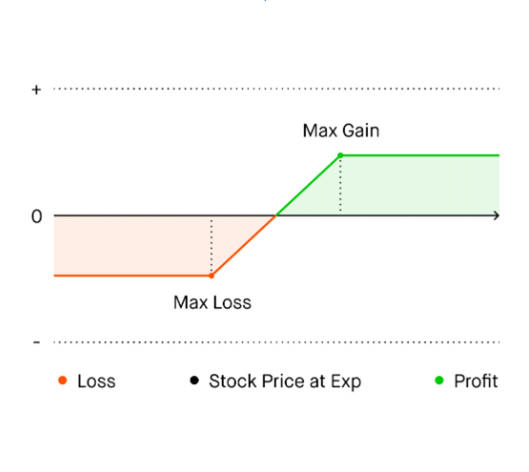 +
Max Gain
0
Max Loss
-
Loss
Stock Price at Exp
Profit